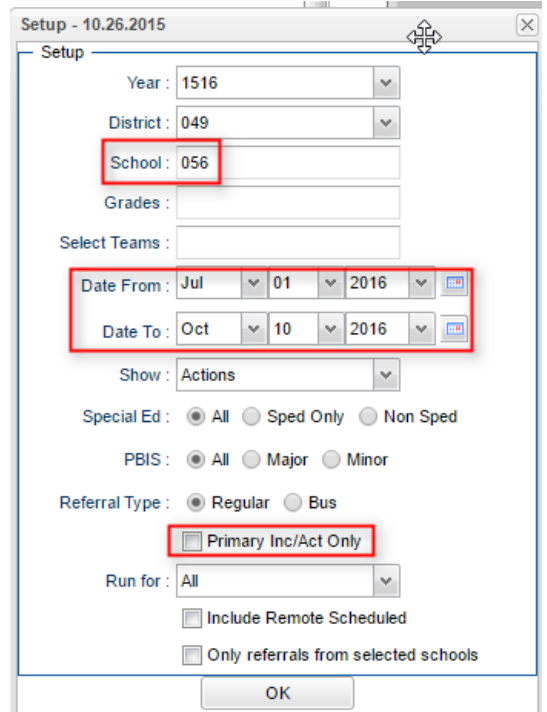 Setup - 10.26.2015
Setup
Year : 1516
District : 049
School : 056
Grades :
Select Teams :
Date From : Jul 01 2016
Date To : Oct 10 2016
Show : Actions
Special Ed : All Sped Only Non Sped
PBIS : All Major Minor
Referral Type : Regular Bus
Primary Inc/Act Only
Run for : All
Include Remote Scheduled
Only referrals from selected schools
OK